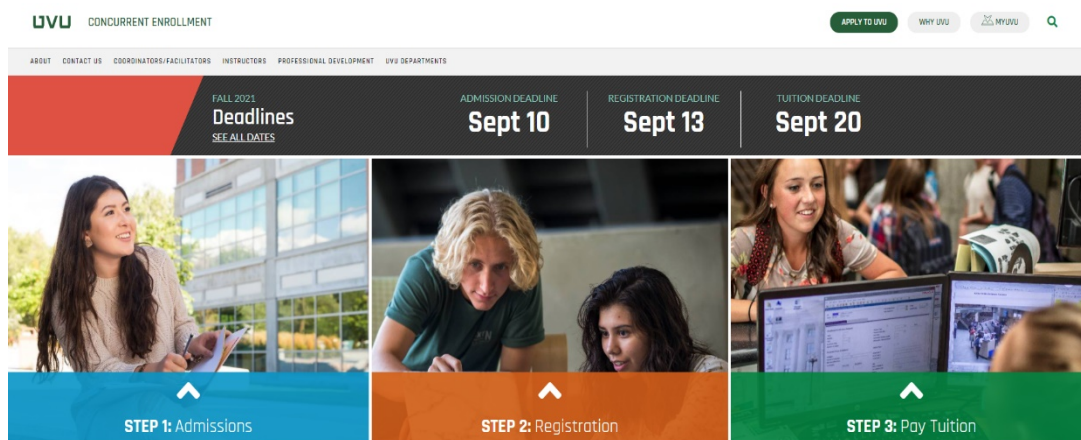 UVU CONCURRENT ENROLLMENT
APPLY TO UVU
WHY UVU
MYUVU
ABOUT CONTACT US COORDINATORS/FACILITATORS INSTRUCTORS PROFESSIONAL DEVELOPMENT UVU DEPARTMENTS
FALL 2021
Deadlines
SEE ALL DATES
ADMISSION DEADLINE
Sept 10
REGISTRATION DEADLINE
Sept 13
TUITION DEADLINE
Sept 20
STEP 1: Admissions
STEP 2: Registration
STEP 3: Pay Tuition